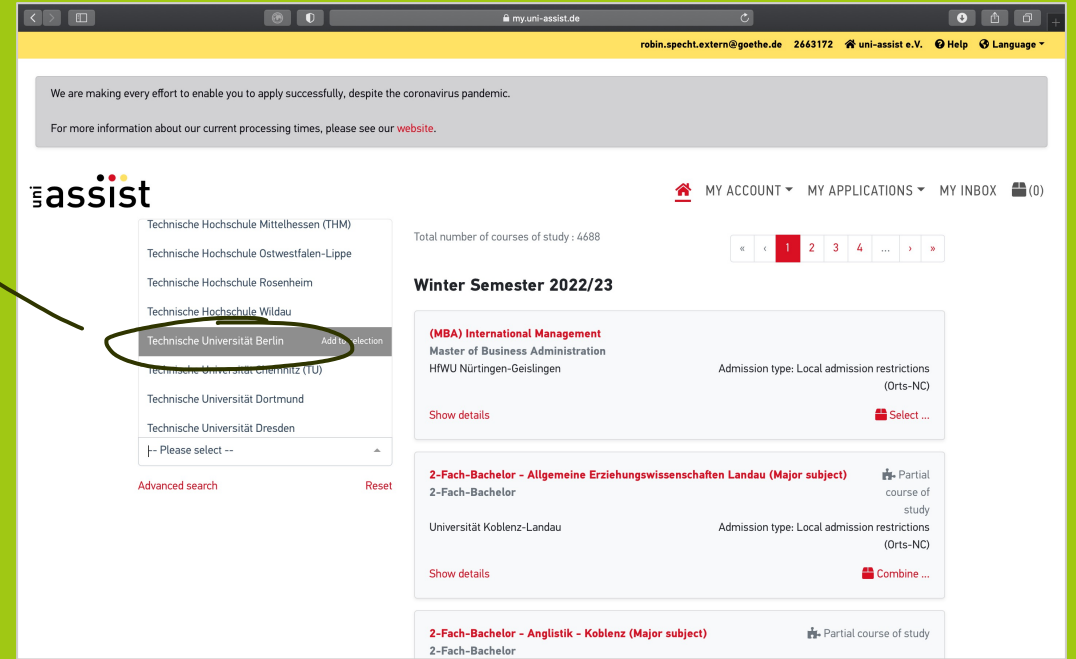 my.uni-assist.de
robin.specht.extern@goethe.de 2663172 uni-assist e.V. Help Language
We are making every effort to enable you to apply successfully, despite the coronavirus pandemic.
For more information about our current processing times, please see our website.
uni assist
MY ACCOUNT MY APPLICATIONS MY INBOX (0)
Technische Hochschule Mittelhessen (THM)
Technische Hochschule Ostwestfalen-Lippe
Technische Hochschule Rosenheim
Technische Hochschule Wildau
Technische Universität Berlin Add to selection
Technische Universität Chemnitz (TU)
Technische Universität Dortmund
Technische Universität Dresden
-- Please select --
Advanced search Reset
Total number of courses of study : 4688
« ‹ 1 2 3 4 ... › »
Winter Semester 2022/23
(MBA) International Management
Master of Business Administration
HfWU Nürtingen-Geislingen
Admission type: Local admission restrictions
(Orts-NC)
Show details
Select ...
2-Fach-Bachelor - Allgemeine Erziehungswissenschaften Landau (Major subject)
Partial
course of
study
2-Fach-Bachelor
Universität Koblenz-Landau
Admission type: Local admission restrictions
(Orts-NC)
Show details
Combine ...
2-Fach-Bachelor - Anglistik - Koblenz (Major subject)
Partial course of study
2-Fach-Bachelor